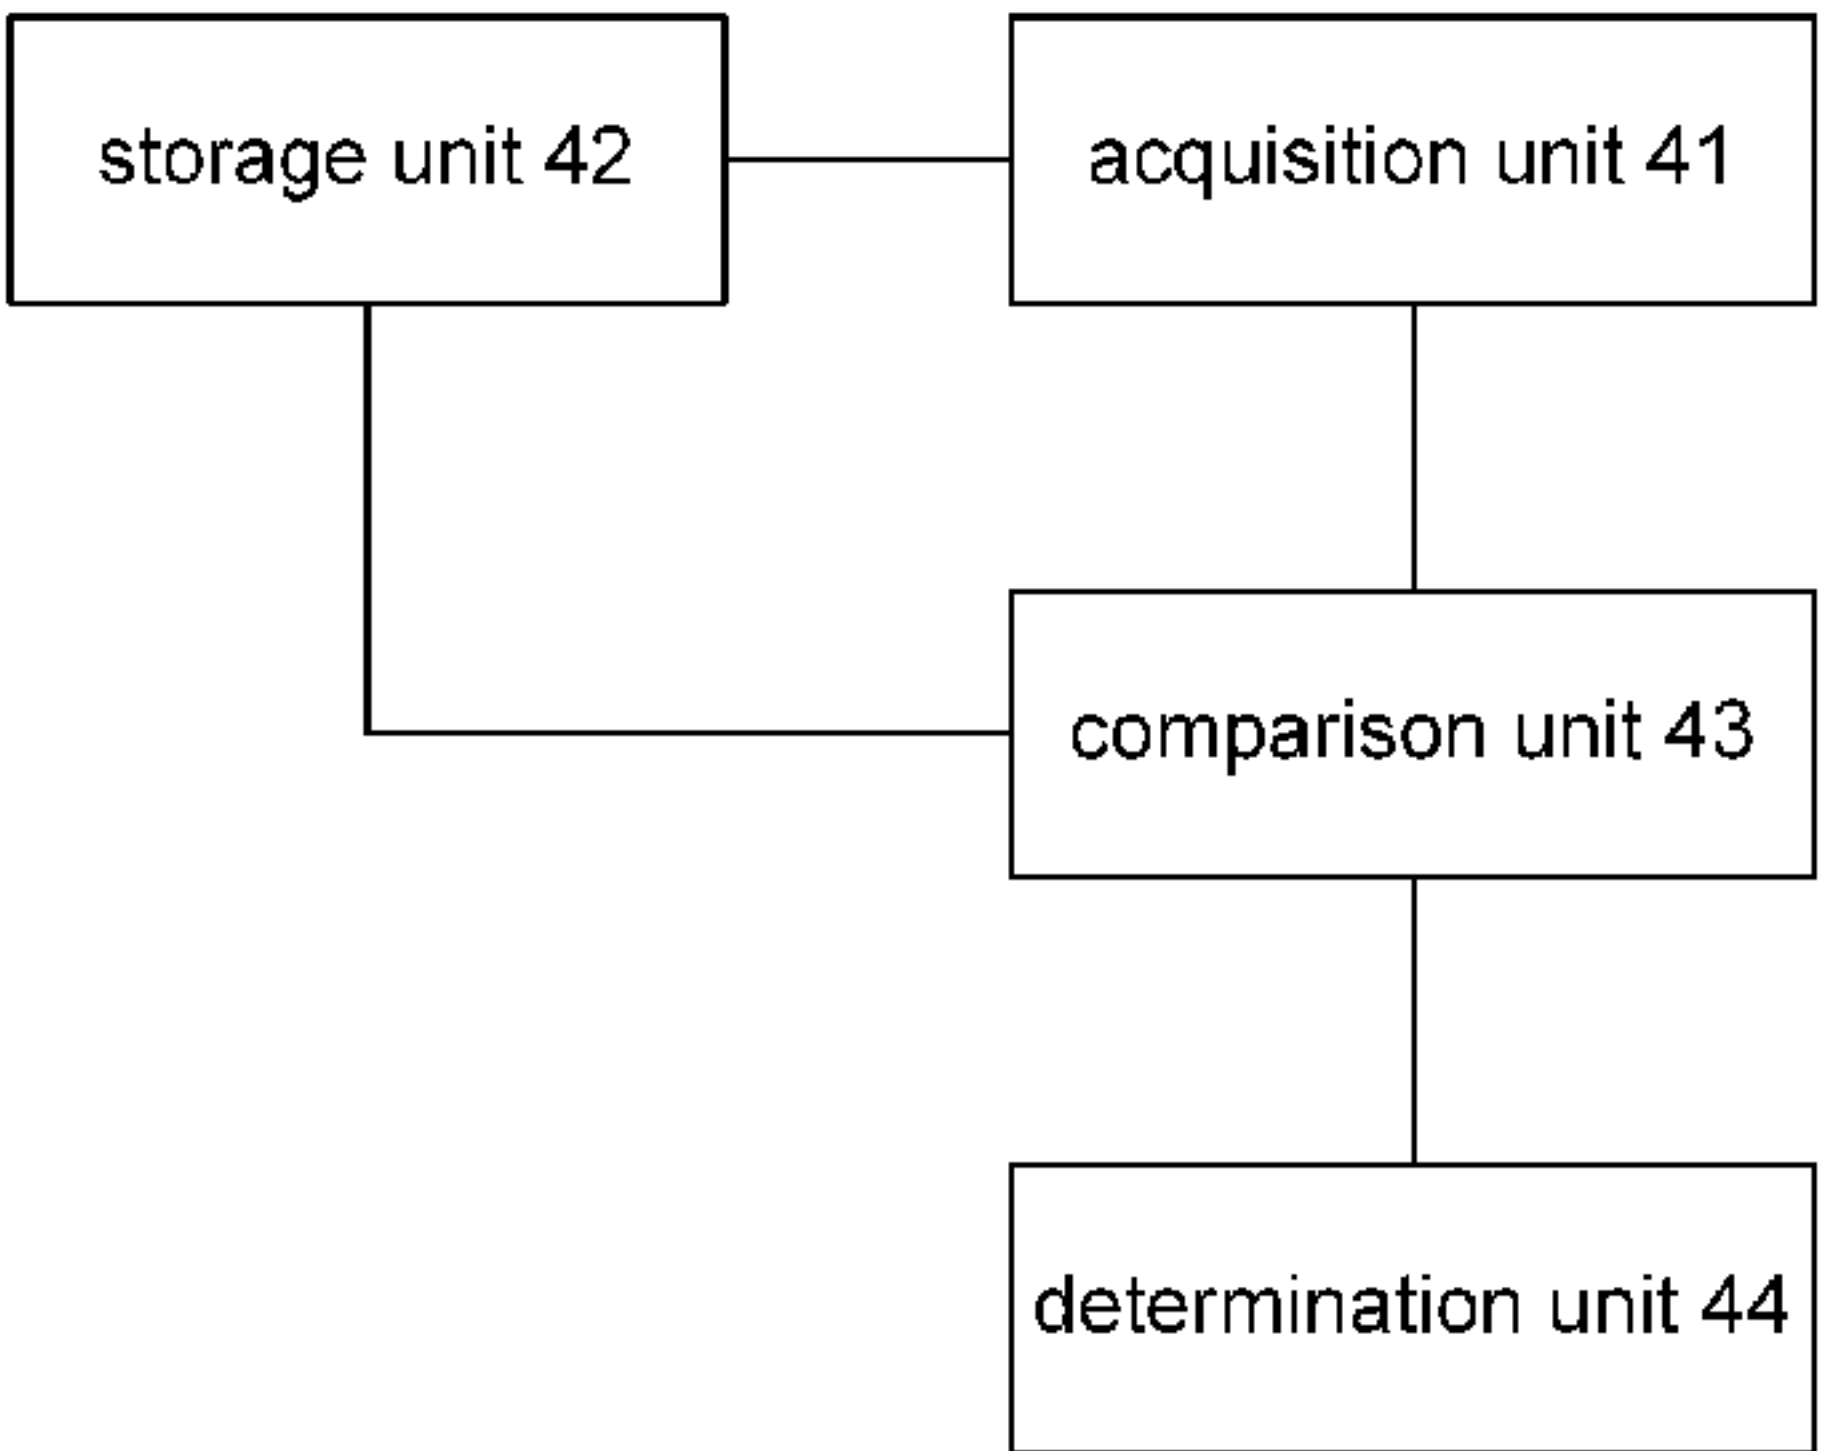 storage unit 42
acquisition unit 41
comparison unit 43
determination unit 44